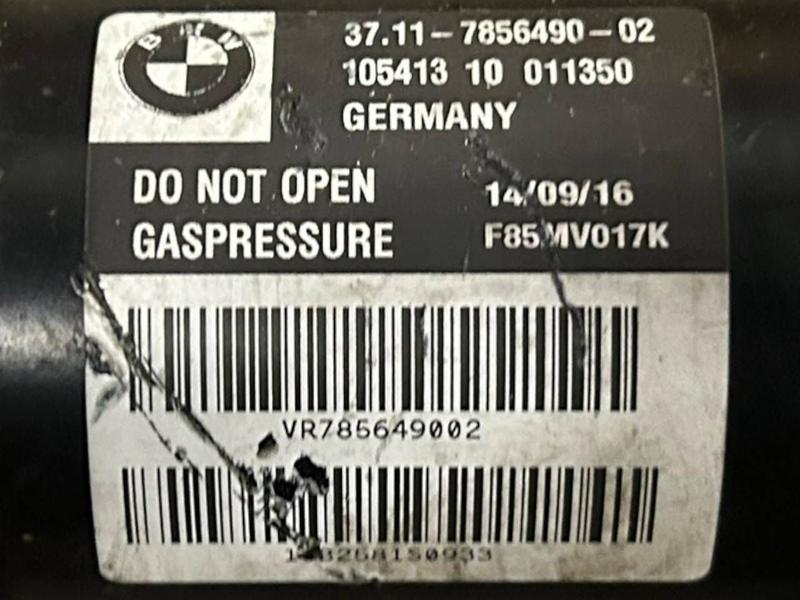 BMW
37.11-7856490-02
105413 10 011350
GERMANY
DO NOT OPEN
GASPRESSURE
14/09/16
F85MV017K
VR785649002